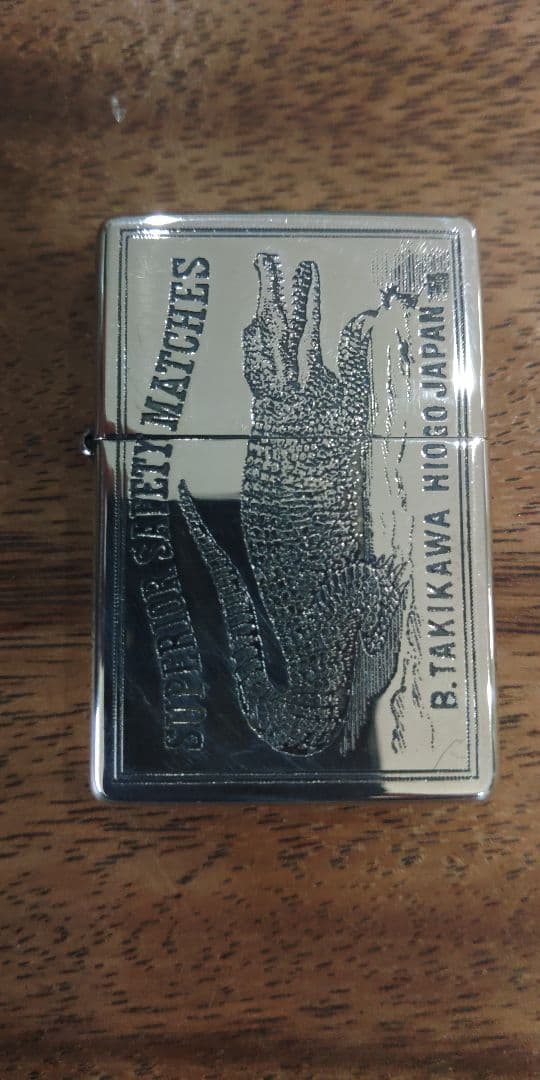 SUPERIOR SAFETY MATCHES
B.TAKIKAWA HIOGO JAPAN